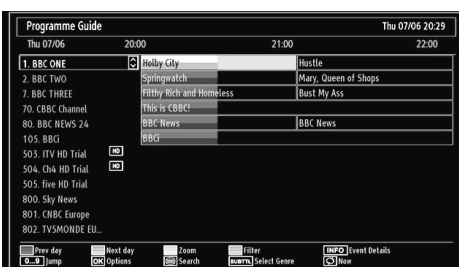 Programme Guide Thu 07/06 20:29
Thu 07/06 20:00 21:00 22:00
1. BBC ONE Holby City Hustle
2. BBC TWO Springwatch Mary, Queen of Shops
7. BBC THREE Filthy Rich and Homeless Bust My Ass
70. CBBC Channel This is CBBC!
80. BBC NEWS 24 BBC News BBC News
105. BBCi BBCi
503. ITV HD Trial HD
504. Ch4 HD Trial HD
505. five HD Trial
800. Sky News
801. CNBC Europe
802. TV5MONDE EU...
Prev day Next day Zoom Filter INFO Event Details
0...9 Jump OK Options Search SUBTTL Select Genre Now